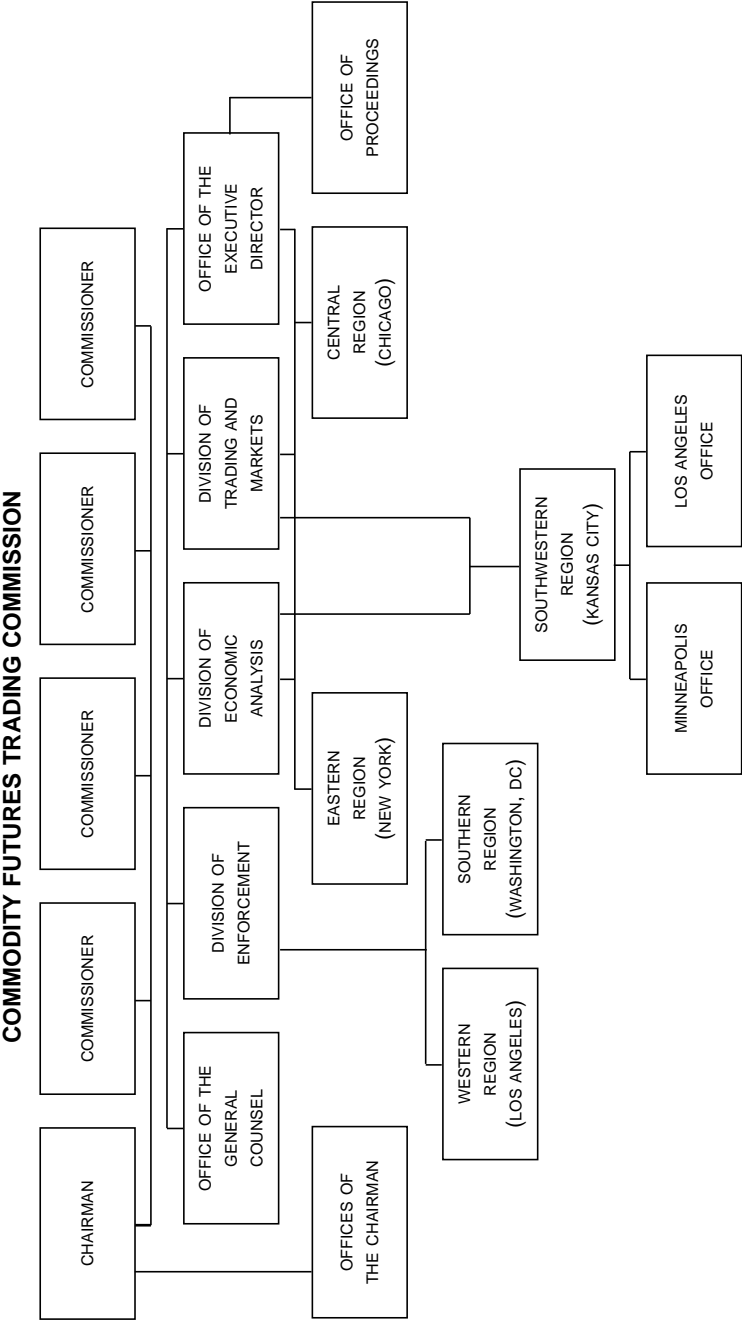 COMMODITY FUTURES TRADING COMMISSION
CHAIRMAN
COMMISSIONER
COMMISSIONER
COMMISSIONER
COMMISSIONER
OFFICE OF THE
GENERAL
COUNSEL
DIVISION OF
ENFORCEMENT
DIVISION OF
ECONOMIC
ANALYSIS
DIVISION OF
TRADING AND
MARKETS
OFFICE OF THE
EXECUTIVE
DIRECTOR
OFFICES OF
THE CHAIRMAN
EASTERN
REGION
(NEW YORK)
CENTRAL
REGION
(CHICAGO)
OFFICE OF
PROCEEDINGS
WESTERN
REGION
(LOS ANGELES)
SOUTHERN
REGION
(WASHINGTON, DC)
SOUTHWESTERN
REGION
(KANSAS CITY)
MINNEAPOLIS
OFFICE
LOS ANGELES
OFFICE